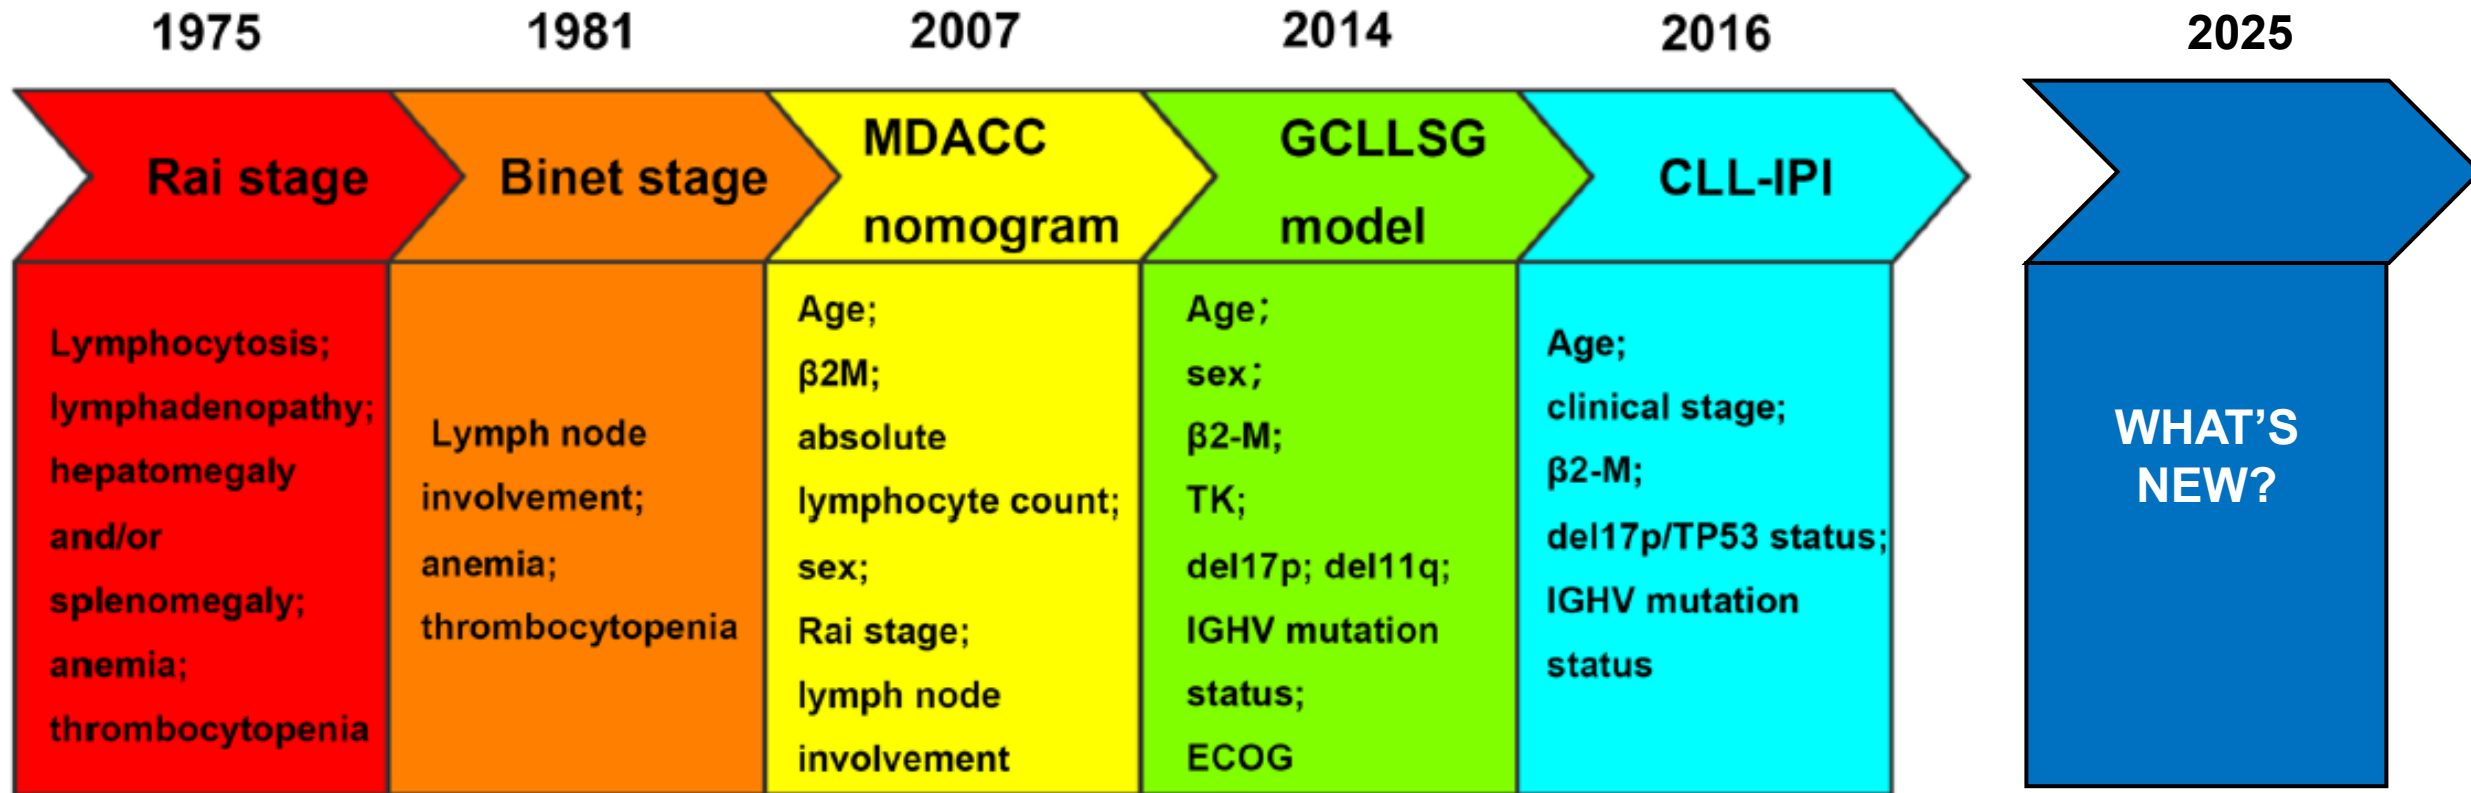 1975
1981
2007
2014
2016
2025
Rai stage
Binet stage
MDACC
nomogram
GCLLSG
model
CLL-IPI
Lymphocytosis;
lymphadenopathy;
hepatomegaly
and/or
splenomegaly;
anemia;
thrombocytopenia
Lymph node
involvement;
anemia;
thrombocytopenia
Age;
β2M;
absolute
lymphocyte count;
sex;
Rai stage;
lymph node
involvement
Age;
sex;
β2-M;
TK;
del17p; del11q;
IGHV mutation
status;
ECOG
Age;
clinical stage;
β2-M;
del17p/TP53 status;
IGHV mutation
status
WHAT'S
NEW?